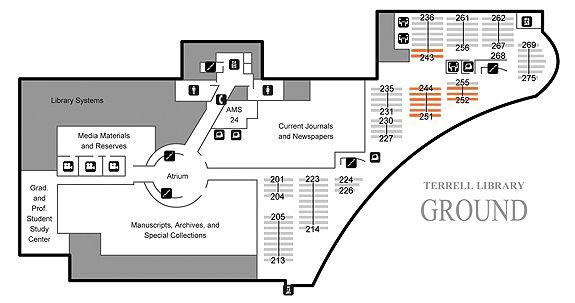 236
261
262
243
256
267
268
269
275
235
244
255
252
231
230
251
227
Library Systems
AMS
24
Current Journals
and Newspapers
Media Materials
and Reserves
Atrium
Grad.
and
Prof.
Student
Study
Center
Manuscripts, Archives, and
Special Collections
201
204
223
224
226
205
214
213
TERRELL LIBRARY
GROUND